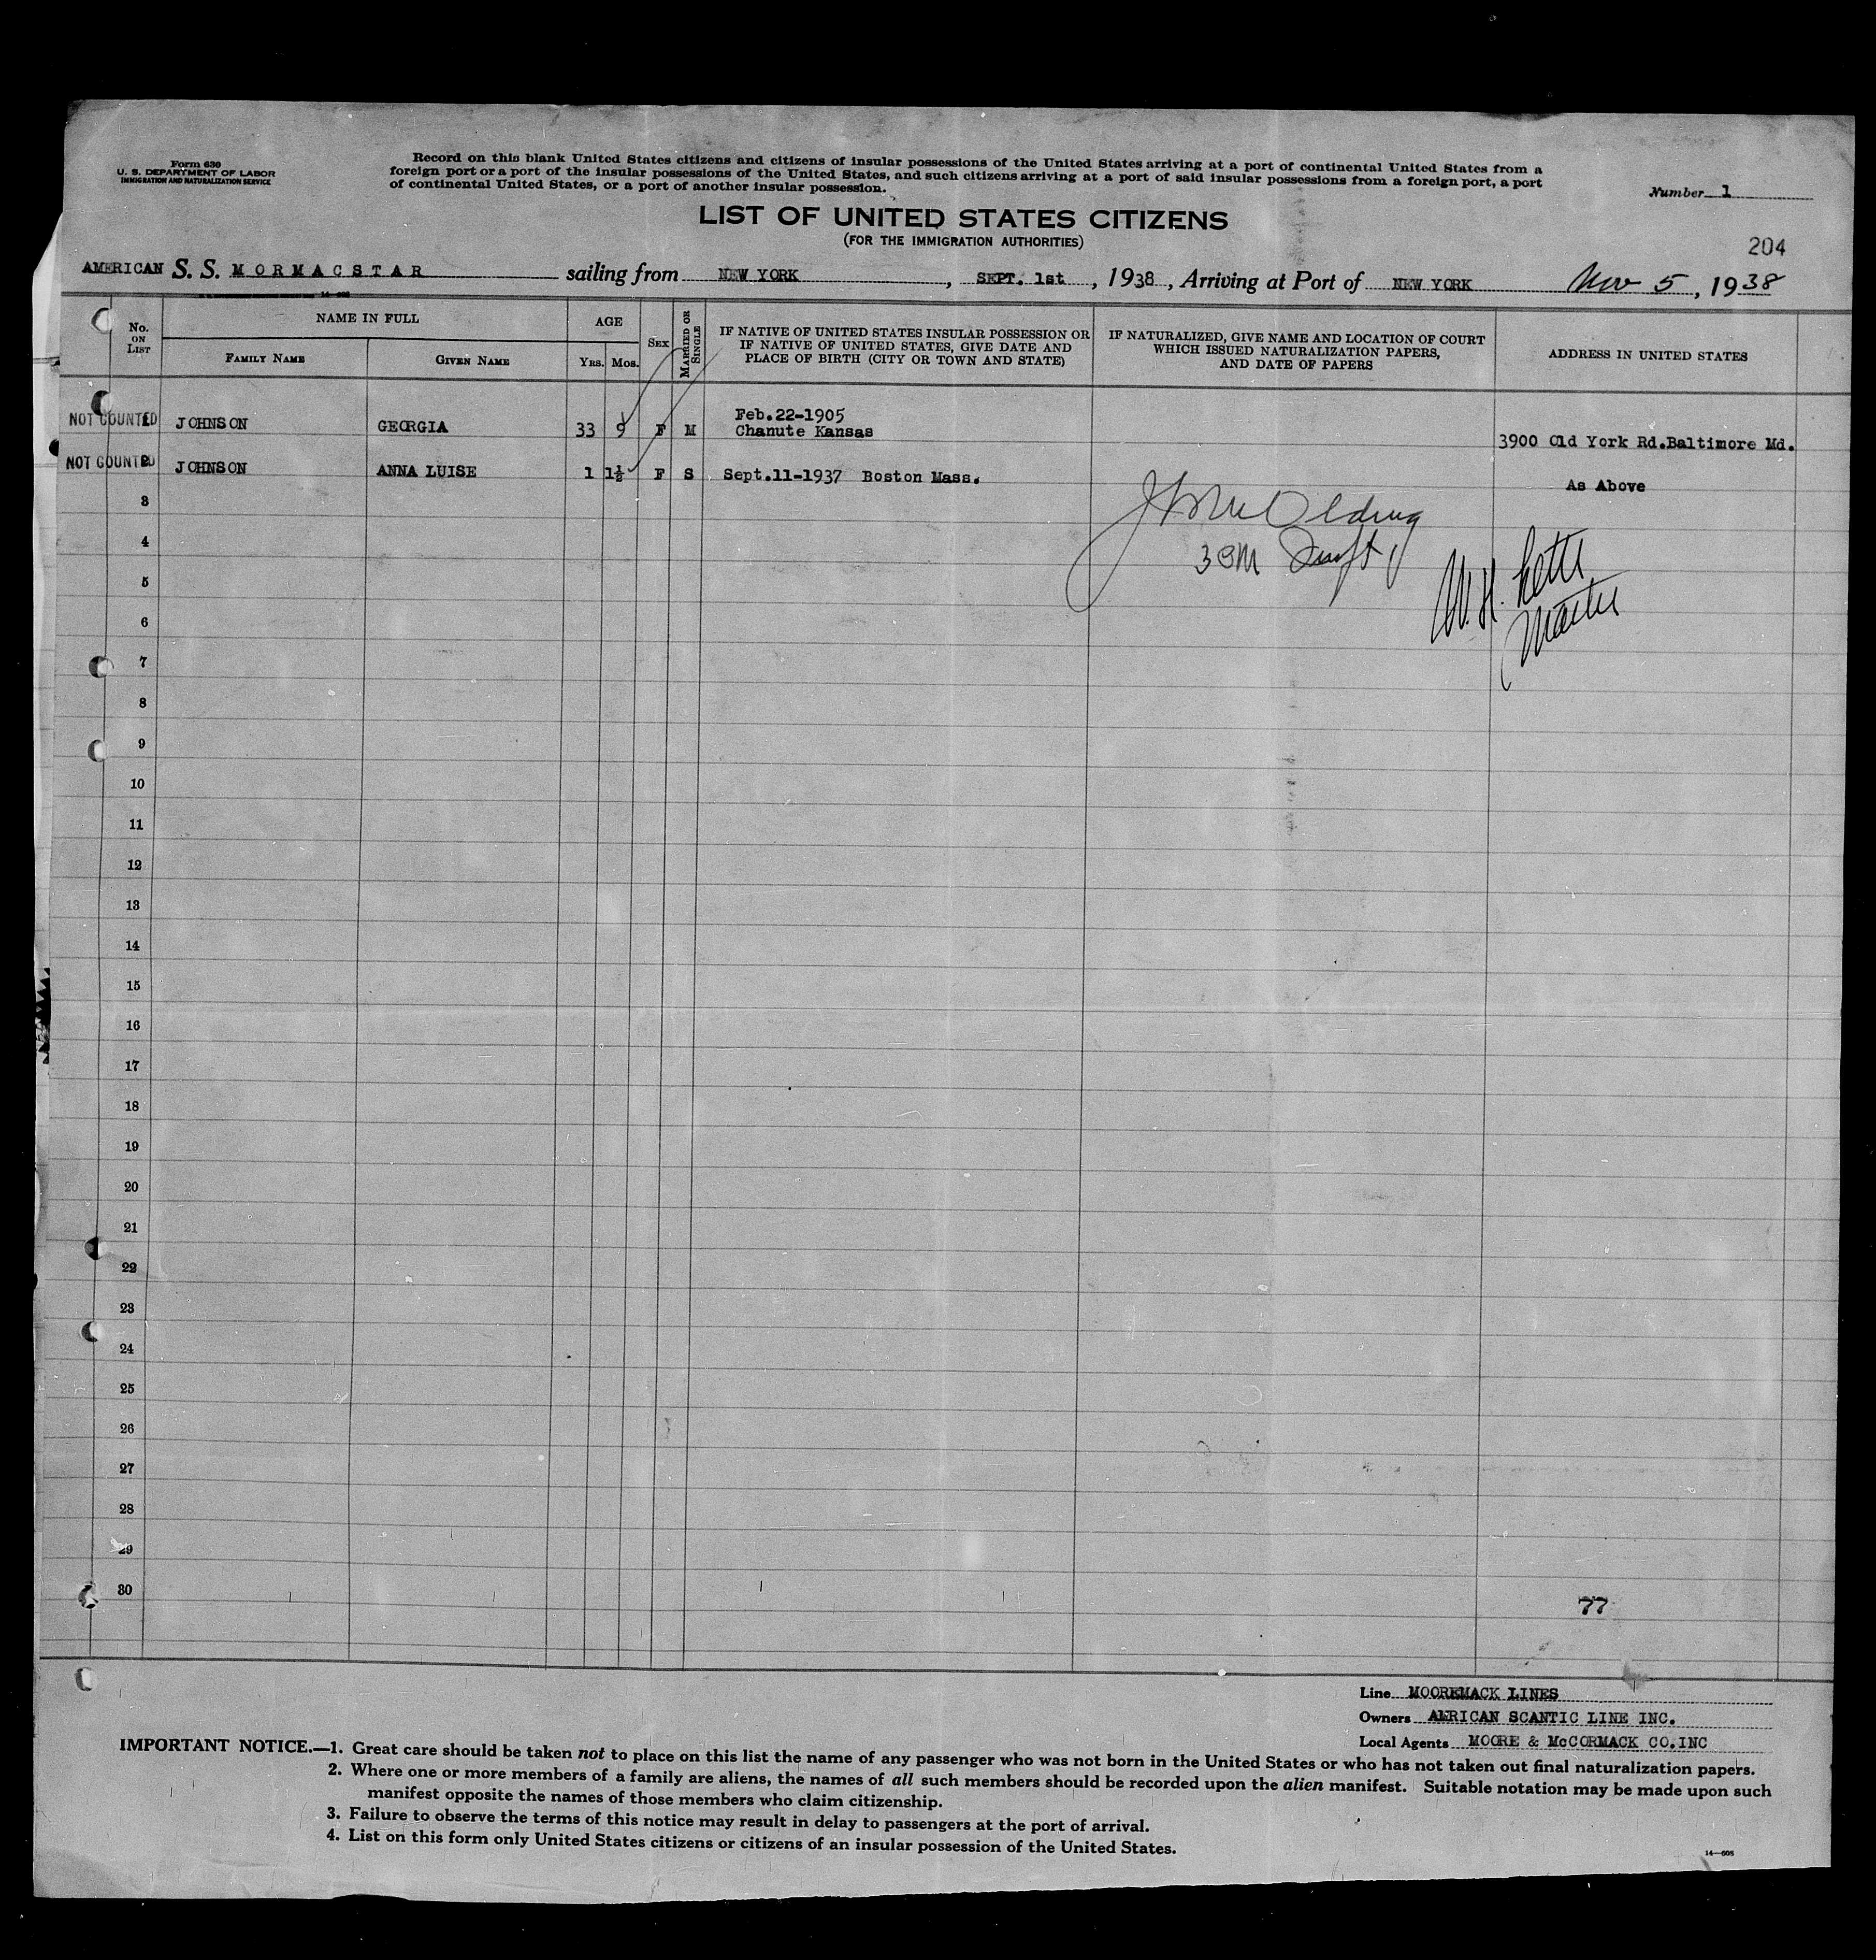 Form 630
U. S. DEPARTMENT OF LABOR
IMMIGRATION AND NATURALIZATION SERVICE
Record on this blank United States citizens and citizens of insular possessions of the United States arriving at a port of continental United States from a
foreign port or a port of the insular possessions of the United States, and such citizens arriving at a port of said insular possessions from a foreign port, a port
of continental United States, or a port of another insular possession.
Number 1
LIST OF UNITED STATES CITIZENS
(FOR THE IMMIGRATION AUTHORITIES)
204
AMERICAN S. S. MORMACSTAR sailing from NEW YORK, SEPT. 1st, 1938, Arriving at Port of NEW YORK Nov 5, 1938
No. ON LIST
NAME IN FULL
FAMILY NAME
GIVEN NAME
AGE
YRS. MOS.
SEX
MARRIED OR SINGLE
IF NATIVE OF UNITED STATES INSULAR POSSESSION OR
IF NATIVE OF UNITED STATES, GIVE DATE AND
PLACE OF BIRTH (CITY OR TOWN AND STATE)
IF NATURALIZED, GIVE NAME AND LOCATION OF COURT
WHICH ISSUED NATURALIZATION PAPERS,
AND DATE OF PAPERS
ADDRESS IN UNITED STATES
NOT COUNTED 1 JOHNSON GEORGIA 33 9 F M Feb.22-1905
Chanute Kansas
3900 Old York Rd.Baltimore Md.
NOT COUNTED 2 JOHNSON ANNA LUISE 1 1½ F S Sept.11-1937 Boston Mass.
As Above
3
4
5
W. H.
Master
6
7
8
9
10
11
12
13
14
15
16
17
18
19
20
21
22
23
24
25
26
27
28
29
30
77
Line MOOREMACK LINES
Owners AMRICAN SCANTIC LINE INC.
Local Agents MOORE & McCORMACK CO.INC
IMPORTANT NOTICE.—1. Great care should be taken not to place on this list the name of any passenger who was not born in the United States or who has not taken out final naturalization papers.
2. Where one or more members of a family are aliens, the names of all such members should be recorded upon the alien manifest. Suitable notation may be made upon such
manifest opposite the names of those members who claim citizenship.
3. Failure to observe the terms of this notice may result in delay to passengers at the port of arrival.
4. List on this form only United States citizens or citizens of an insular possession of the United States.
14—608